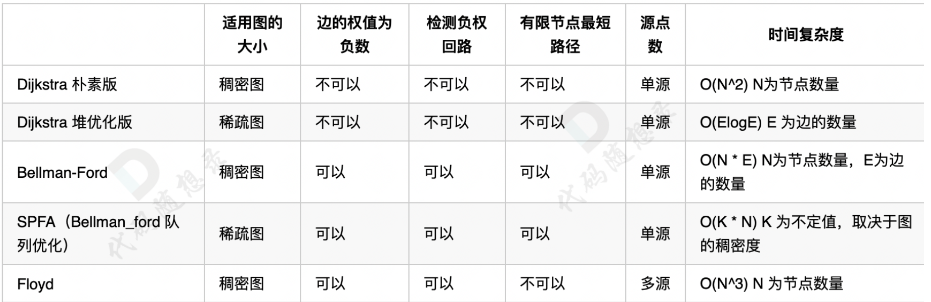 适用图的大小 边的权值为负数 检测负权回路 有限节点最短路径 源点数 时间复杂度
Dijkstra 朴素版 稠密图 不可以 不可以 不可以 单源 O(N^2) N为节点数量
Dijkstra 堆优化版 稀疏图 不可以 不可以 不可以 单源 O(ElogE) E 为边的数量
Bellman-Ford 稠密图 可以 可以 可以 单源 O(N * E) N为节点数量，E为边的数量
SPFA（Bellman_ford 队列优化） 稀疏图 可以 可以 可以 单源 O(K * N) K 为不定值，取决于图的稠密度
Floyd 稠密图 可以 可以 不可以 多源 O(N^3) N 为节点数量
代码随想录
代码随想录